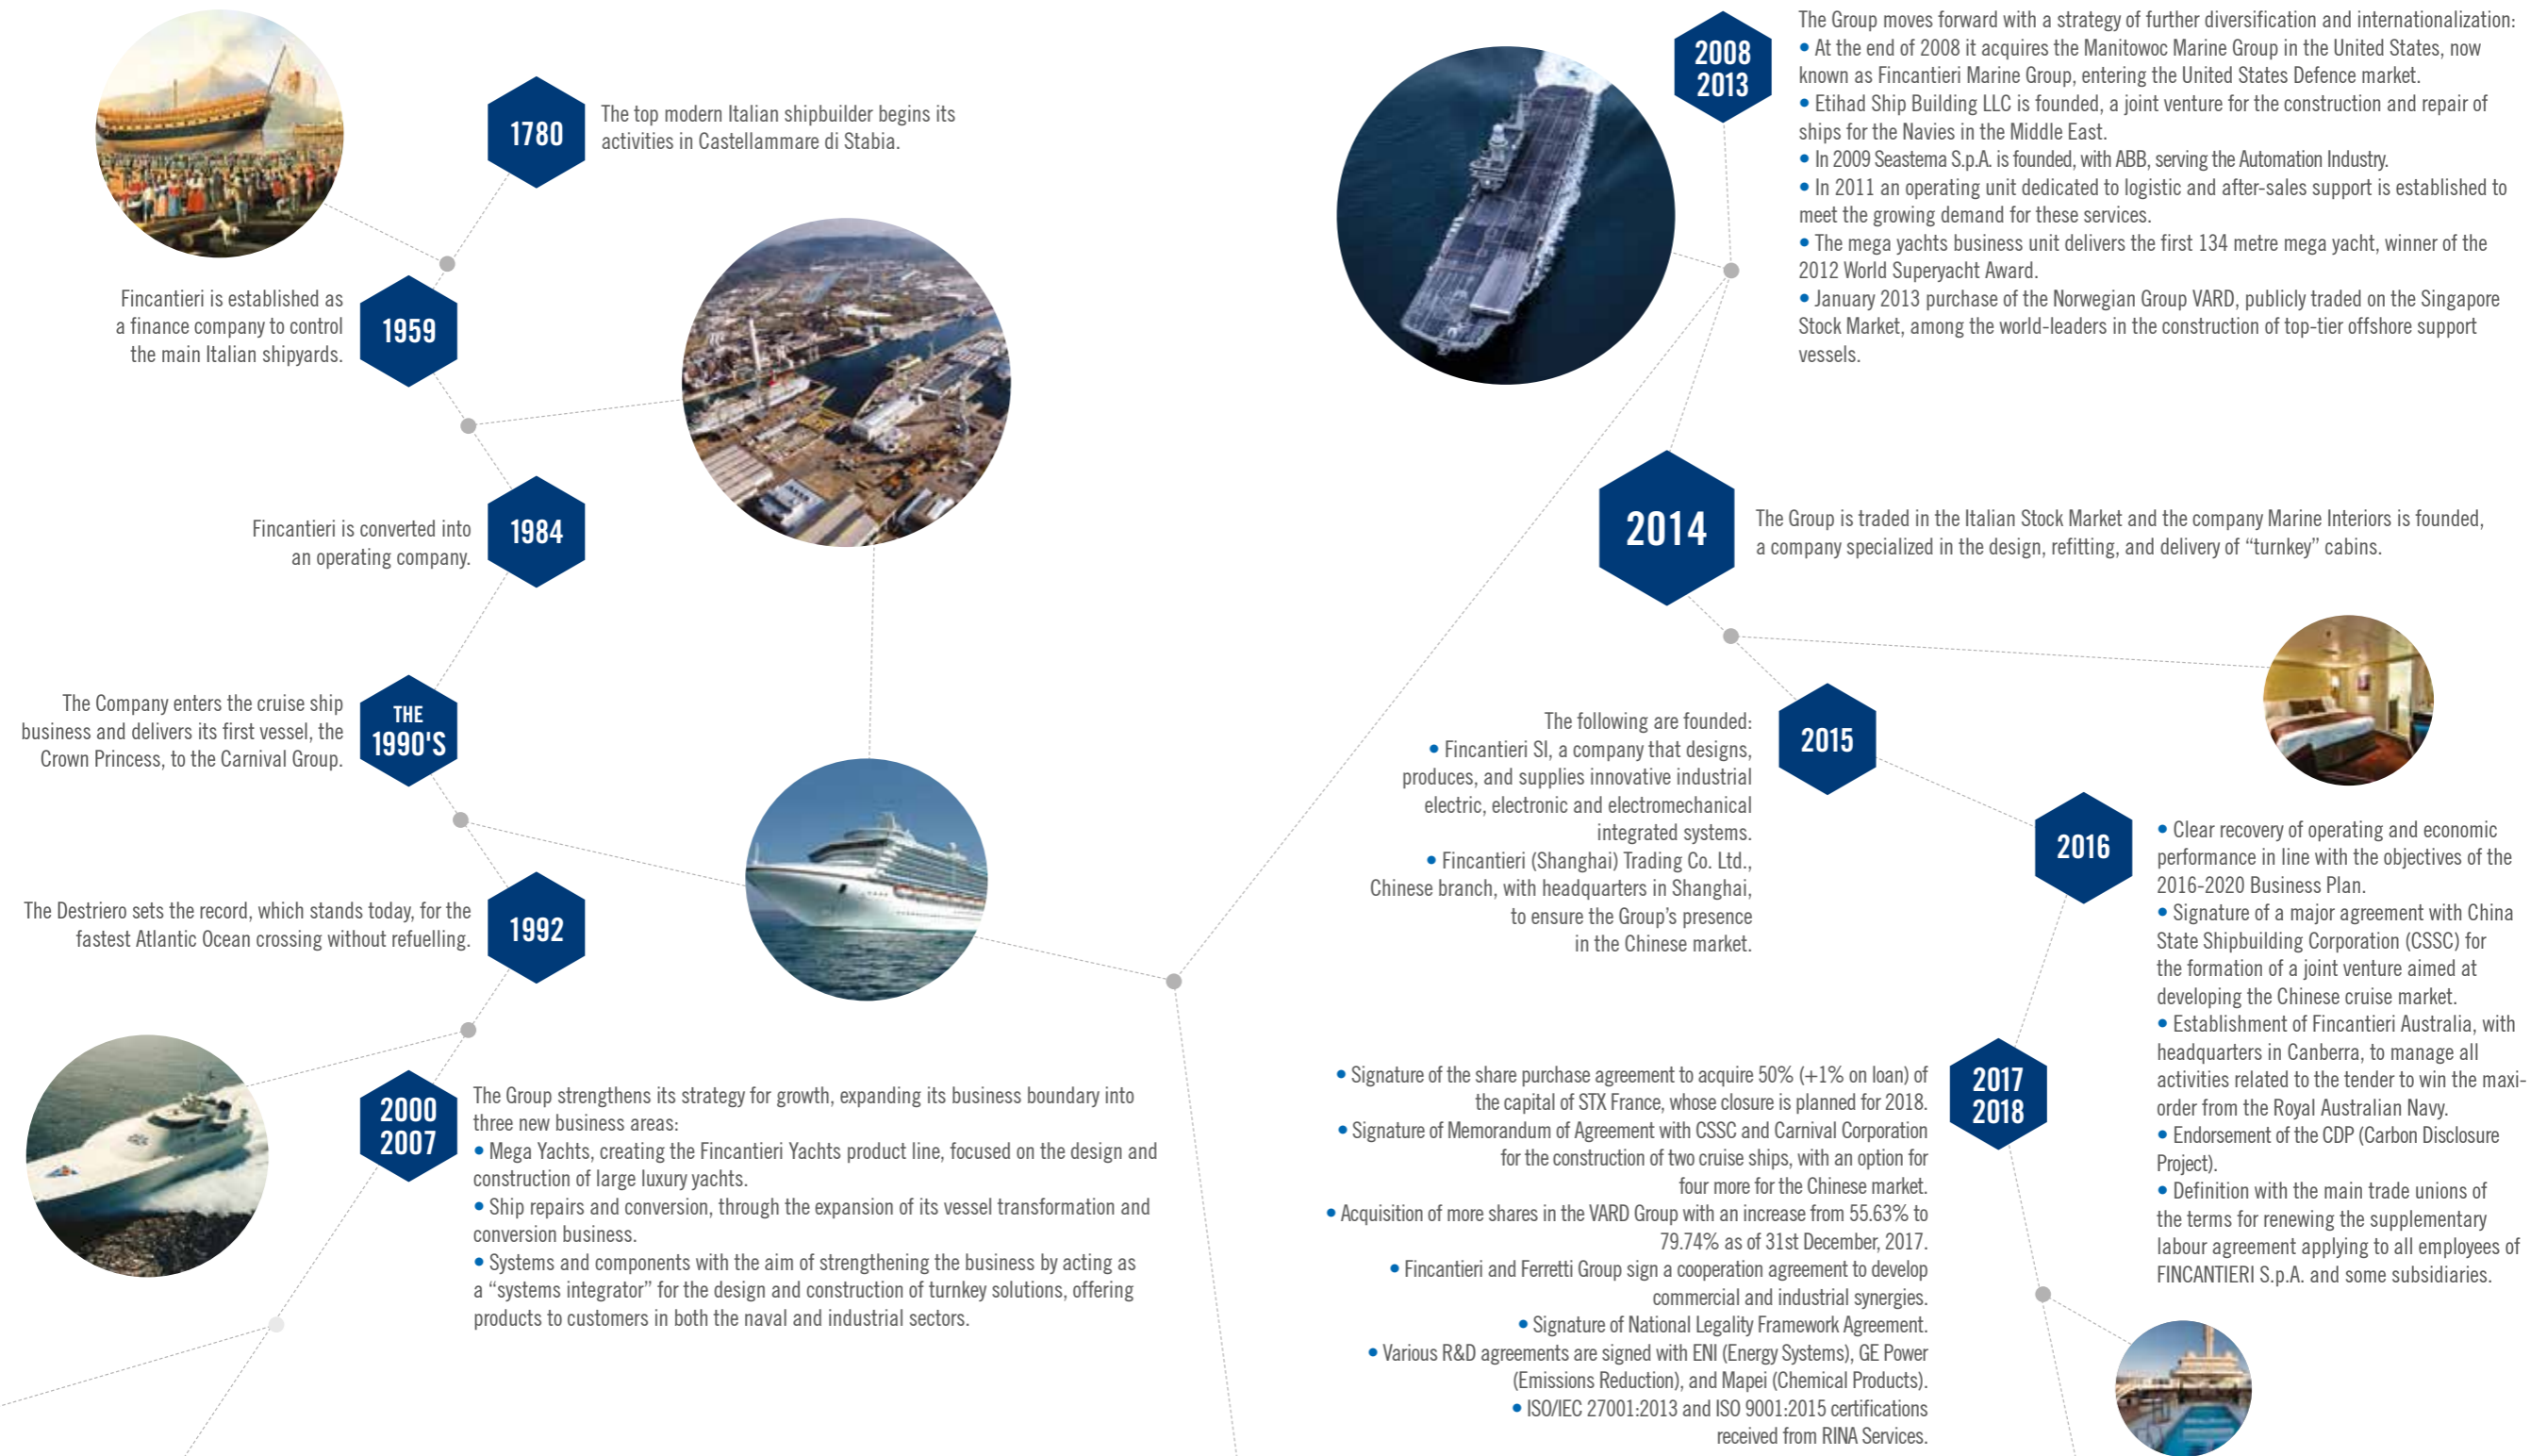 1780
The top modern Italian shipbuilder begins its
activities in Castellammare di Stabia.
Fincantieri is established as
a finance company to control
the main Italian shipyards.
1959
Fincantieri is converted into
an operating company.
1984
The Company enters the cruise ship
business and delivers its first vessel, the
Crown Princess, to the Carnival Group.
THE
1990'S
The Destriero sets the record, which stands today, for the
fastest Atlantic Ocean crossing without refuelling.
1992
2000
2007
The Group strengthens its strategy for growth, expanding its business boundary into
three new business areas:
• Mega Yachts, creating the Fincantieri Yachts product line, focused on the design and
construction of large luxury yachts.
• Ship repairs and conversion, through the expansion of its vessel transformation and
conversion business.
• Systems and components with the aim of strengthening the business by acting as
a “systems integrator” for the design and construction of turnkey solutions, offering
products to customers in both the naval and industrial sectors.
2008
2013
The Group moves forward with a strategy of further diversification and internationalization:
• At the end of 2008 it acquires the Manitowoc Marine Group in the United States, now
known as Fincantieri Marine Group, entering the United States Defence market.
• Etihad Ship Building LLC is founded, a joint venture for the construction and repair of
ships for the Navies in the Middle East.
• In 2009 Seastema S.p.A. is founded, with ABB, serving the Automation Industry.
• In 2011 an operating unit dedicated to logistic and after-sales support is established to
meet the growing demand for these services.
• The mega yachts business unit delivers the first 134 metre mega yacht, winner of the
2012 World Superyacht Award.
• January 2013 purchase of the Norwegian Group VARD, publicly traded on the Singapore
Stock Market, among the world-leaders in the construction of top-tier offshore support
vessels.
2014
The Group is traded in the Italian Stock Market and the company Marine Interiors is founded,
a company specialized in the design, refitting, and delivery of “turnkey” cabins.
The following are founded:
• Fincantieri SI, a company that designs,
produces, and supplies innovative industrial
electric, electronic and electromechanical
integrated systems.
• Fincantieri (Shanghai) Trading Co. Ltd.,
Chinese branch, with headquarters in Shanghai,
to ensure the Group’s presence
in the Chinese market.
2015
2016
• Clear recovery of operating and economic
performance in line with the objectives of the
2016-2020 Business Plan.
• Signature of a major agreement with China
State Shipbuilding Corporation (CSSC) for
the formation of a joint venture aimed at
developing the Chinese cruise market.
• Establishment of Fincantieri Australia, with
headquarters in Canberra, to manage all
activities related to the tender to win the maxi-
order from the Royal Australian Navy.
• Endorsement of the CDP (Carbon Disclosure
Project).
• Definition with the main trade unions of
the terms for renewing the supplementary
labour agreement applying to all employees of
FINCANTIERI S.p.A. and some subsidiaries.
• Signature of the share purchase agreement to acquire 50% (+1% on loan) of
the capital of STX France, whose closure is planned for 2018.
• Signature of Memorandum of Agreement with CSSC and Carnival Corporation
for the construction of two cruise ships, with an option for
four more for the Chinese market.
• Acquisition of more shares in the VARD Group with an increase from 55.63% to
79.74% as of 31st December, 2017.
• Fincantieri and Ferretti Group sign a cooperation agreement to develop
commercial and industrial synergies.
• Signature of National Legality Framework Agreement.
• Various R&D agreements are signed with ENI (Energy Systems), GE Power
(Emissions Reduction), and Mapei (Chemical Products).
• ISO/IEC 27001:2013 and ISO 9001:2015 certifications
received from RINA Services.
2017
2018